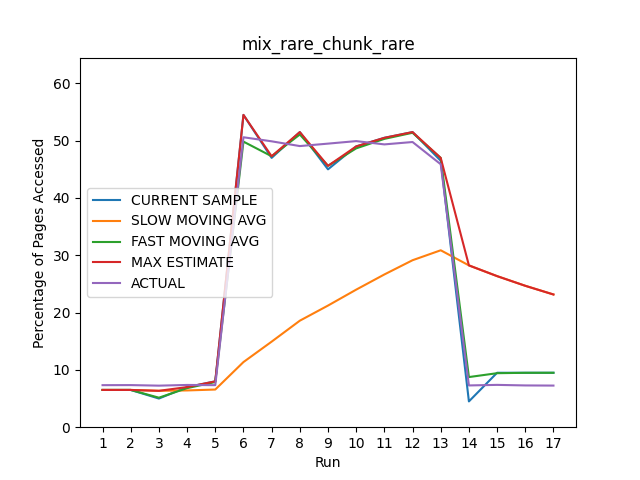 mix_rare_chunk_rare
Percentage of Pages Accessed
60
50
40
30
20
10
0
CURRENT SAMPLE
SLOW MOVING AVG
FAST MOVING AVG
MAX ESTIMATE
ACTUAL
1 2 3 4 5 6 7 8 9 10 11 12 13 14 15 16 17
Run